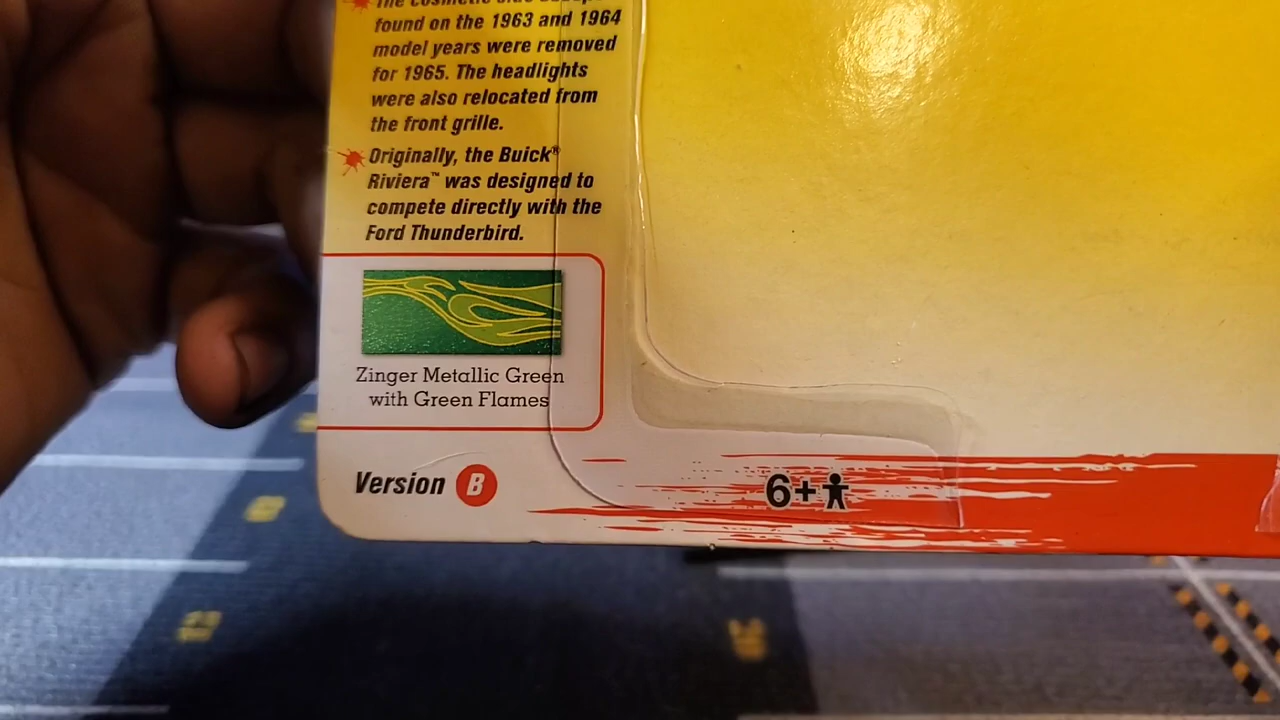 found on the 1963 and 1964
model years were removed
for 1965. The headlights
were also relocated from
the front grille.
Originally, the Buick®
Riviera™ was designed to
compete directly with the
Ford Thunderbird.
Zinger Metallic Green
with Green Flames
Version B
6+